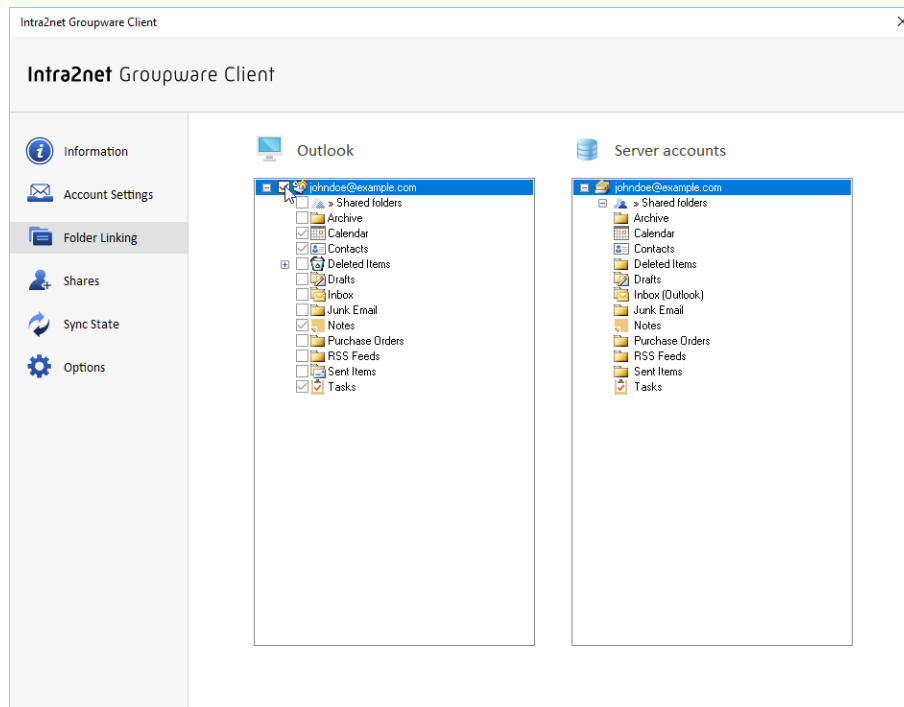 Intra2net Groupware Client
Intra2net Groupware Client
Information
Account Settings
Folder Linking
Shares
Sync State
Options
Outlook
johndoe@example.com
» Shared folders
Archive
Calendar
Contacts
Deleted Items
Drafts
Inbox
Junk Email
Notes
Purchase Orders
RSS Feeds
Sent Items
Tasks
Server accounts
johndoe@example.com
» Shared folders
Archive
Calendar
Contacts
Deleted Items
Drafts
Inbox (Outlook)
Junk Email
Notes
Purchase Orders
RSS Feeds
Sent Items
Tasks